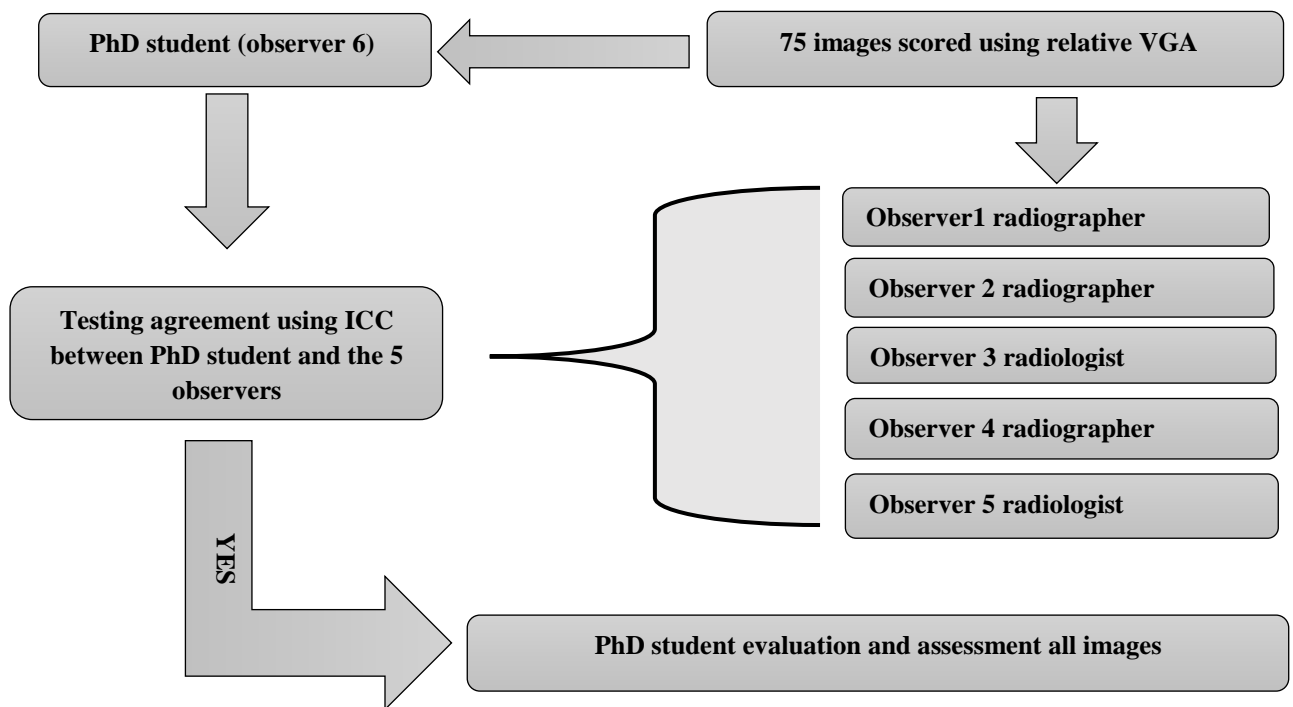 PhD student (observer 6)
75 images scored using relative VGA
Observer1 radiographer
Observer 2 radiographer
Observer 3 radiologist
Observer 4 radiographer
Observer 5 radiologist
Testing agreement using ICC
between PhD student and the 5
observers
YES
PhD student evaluation and assessment all images